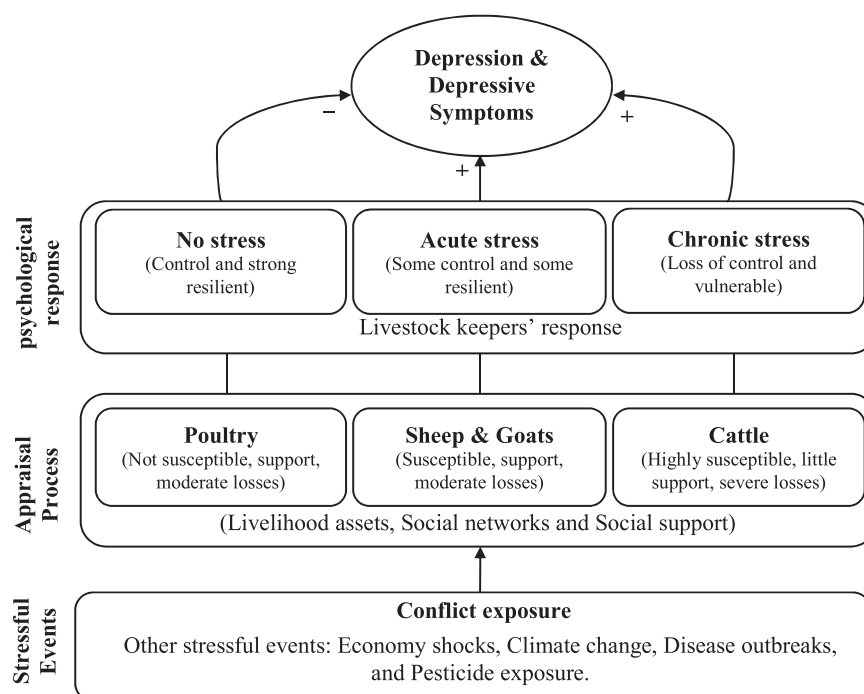 Depression &
Depressive
Symptoms
−
+
+
psychological
response
No stress
(Control and strong
resilient)
Acute stress
(Some control and some
resilient)
Chronic stress
(Loss of control and
vulnerable)
Livestock keepers’ response
Appraisal
Process
Poultry
(Not susceptible, support,
moderate losses)
Sheep & Goats
(Susceptible, support,
moderate losses)
Cattle
(Highly susceptible, little
support, severe losses)
(Livelihood assets, Social networks and Social support)
Stressful
Events
Conflict exposure
Other stressful events: Economy shocks, Climate change, Disease outbreaks,
and Pesticide exposure.